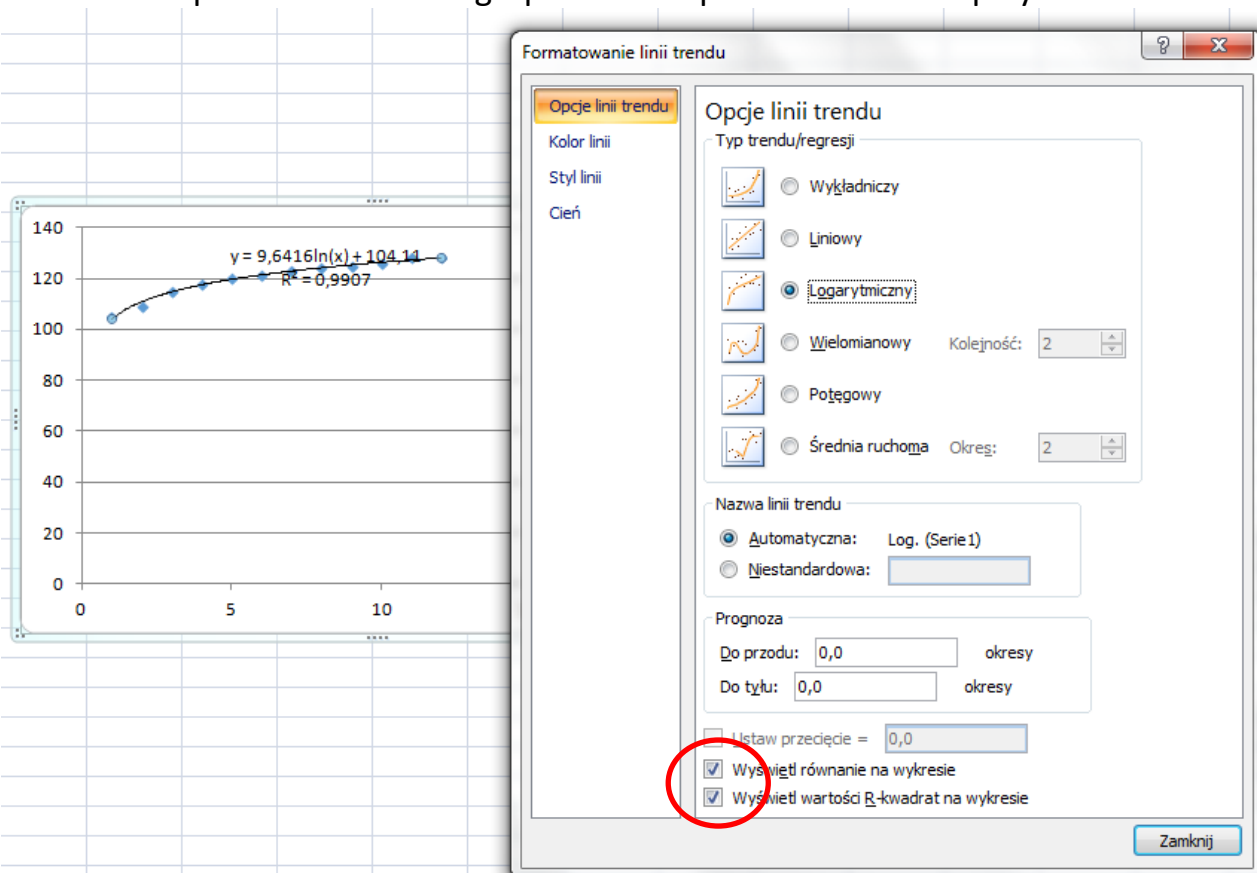 Formatowanie linii trendu
Opcje linii trendu
Kolor linii
Styl linii
Cień
Opcje linii trendu
Typ trendu/regresji
Wykładniczy
Liniowy
Logarytmiczny
Wielomianowy Kolejność: 2
Potęgowy
Średnia ruchoma Okres: 2
Nazwa linii trendu
Automatyczna: Log. (Serie1)
Niestandardowa:
Prognoza
Do przodu: 0,0 okresy
Do tyłu: 0,0 okresy
Ustaw przecięcie = 0,0
Wyświetl równanie na wykresie
Wyświetl wartości R-kwadrat na wykresie
Zamknij
140
120
100
80
60
40
20
0
0 5 10
y = 9,6416ln(x) + 104,11
R² = 0,9907